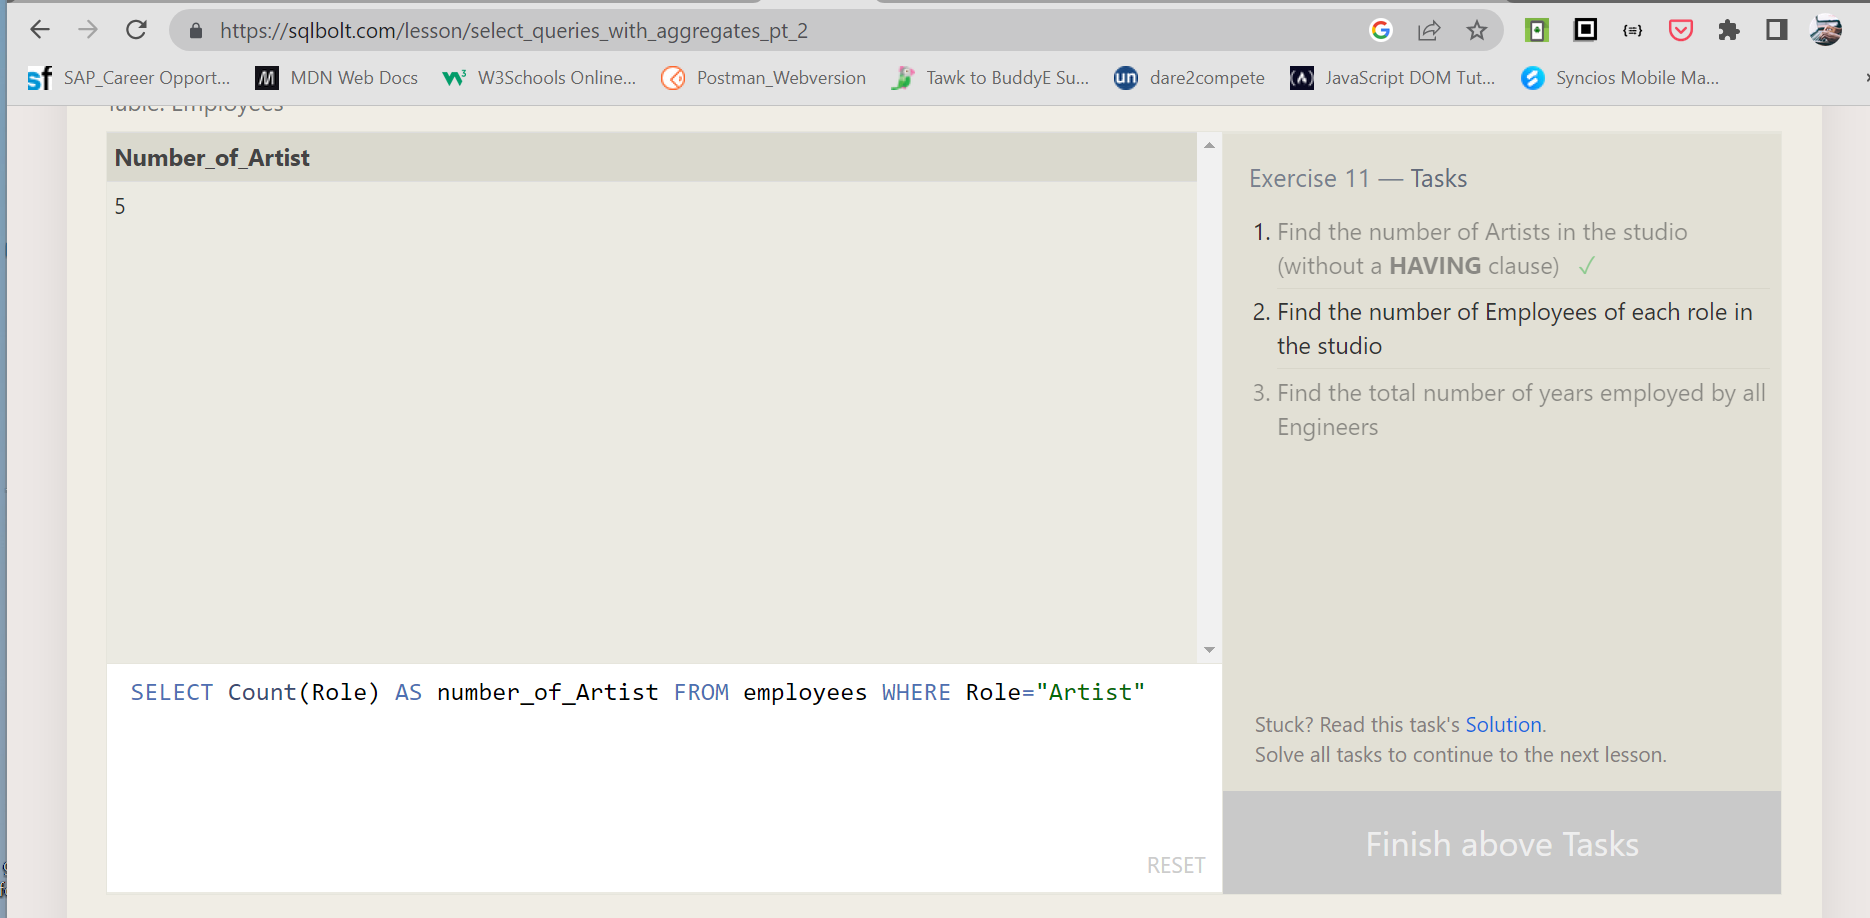 https://sqlbolt.com/lesson/select_queries_with_aggregates_pt_2
SAP_Career Opport... MDN Web Docs W3Schools Online... Postman_Webversion Tawk to BuddyE Su... dare2compete JavaScript DOM Tut... Syncios Mobile Ma...
Table: Employees
Number_of_Artist
5
SELECT Count(Role) AS number_of_Artist FROM employees WHERE Role="Artist"
RESET
Exercise 11 — Tasks
1. Find the number of Artists in the studio
(without a HAVING clause) ✓
2. Find the number of Employees of each role in
the studio
3. Find the total number of years employed by all
Engineers
Stuck? Read this task's Solution.
Solve all tasks to continue to the next lesson.
Finish above Tasks